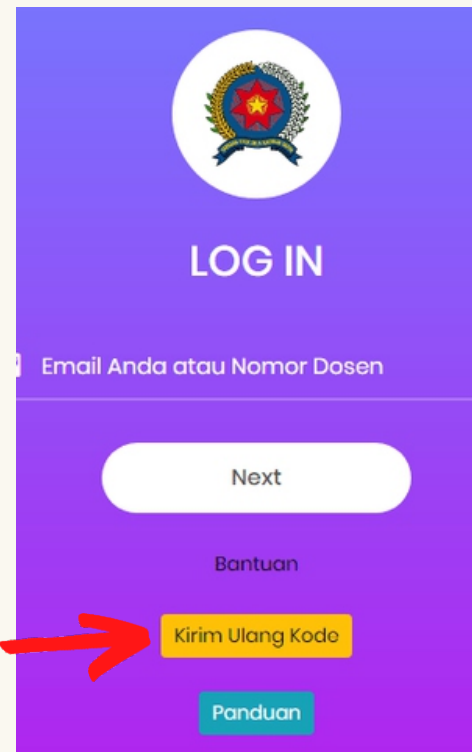 LOG IN
Email Anda atau Nomor Dosen
Next
Bantuan
Kirim Ulang Kode
Panduan